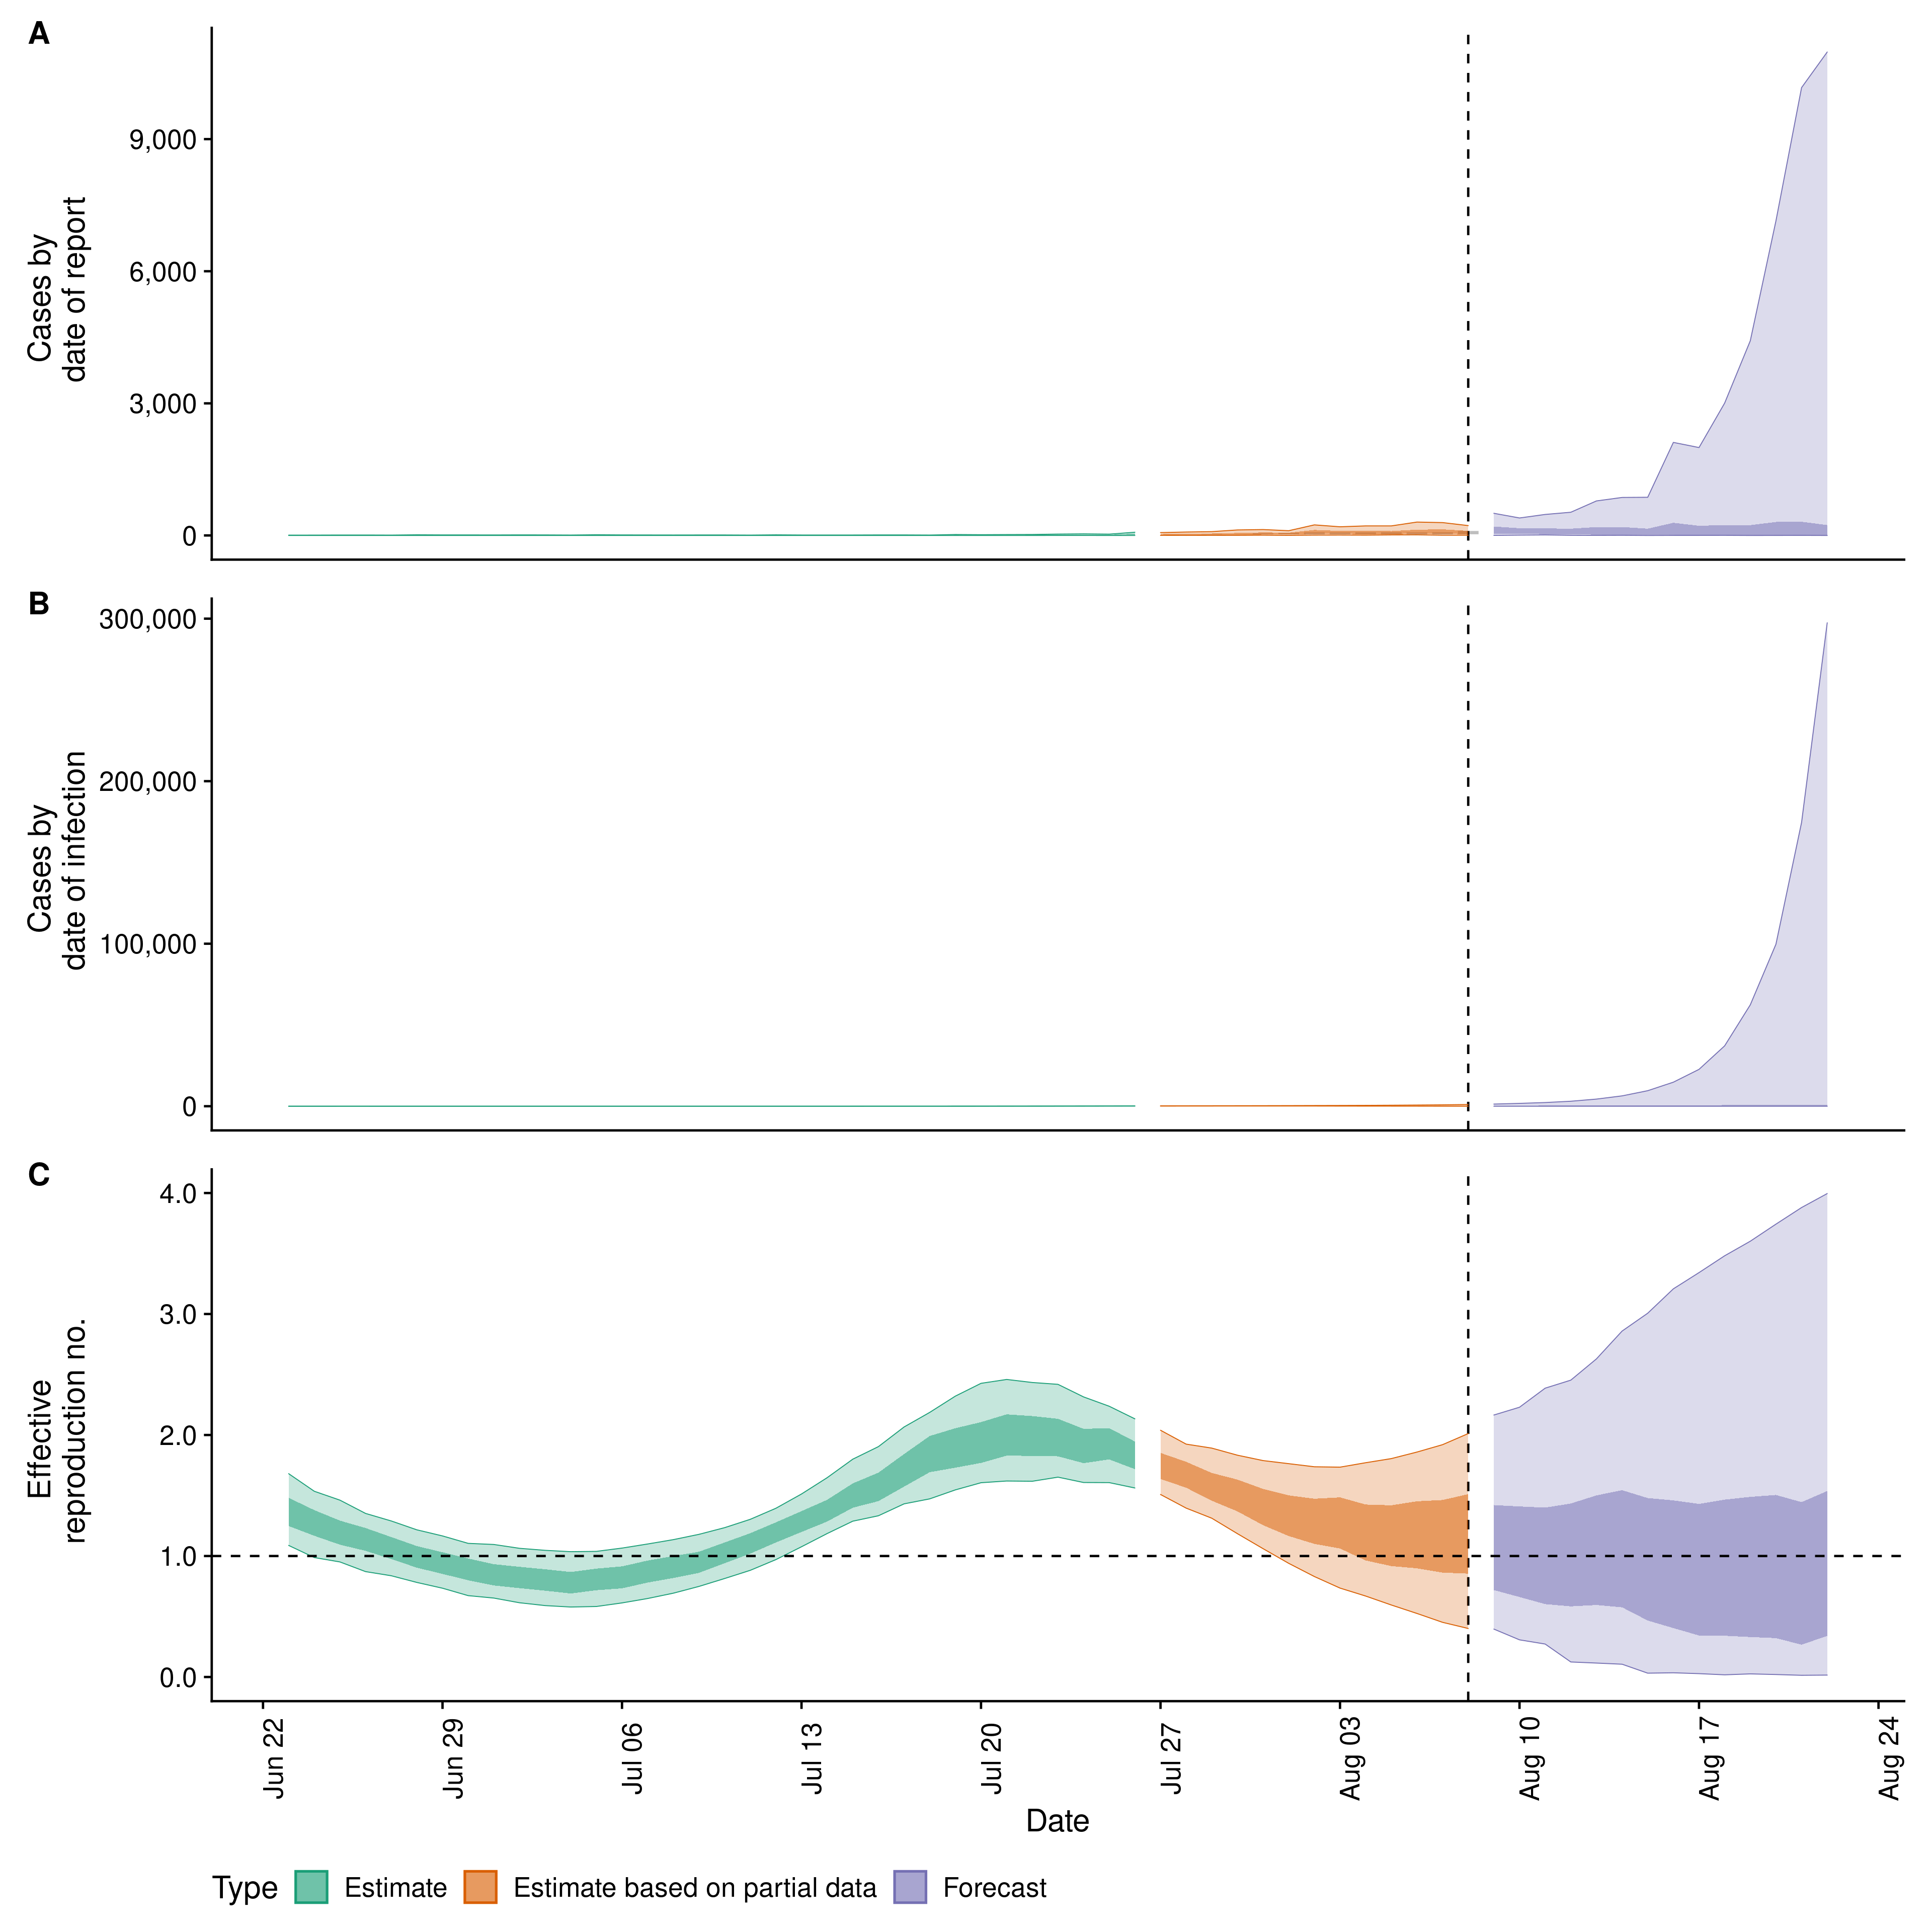 A
Cases by
date of report
9,000
6,000
3,000
0
B
Cases by
date of infection
300,000
200,000
100,000
0
C
Effective
reproduction no.
4.0
3.0
2.0
1.0
0.0
Jun 22
Jun 29
Jul 06
Jul 13
Jul 20
Jul 27
Aug 03
Aug 10
Aug 17
Aug 24
Date
Type Estimate Estimate based on partial data Forecast